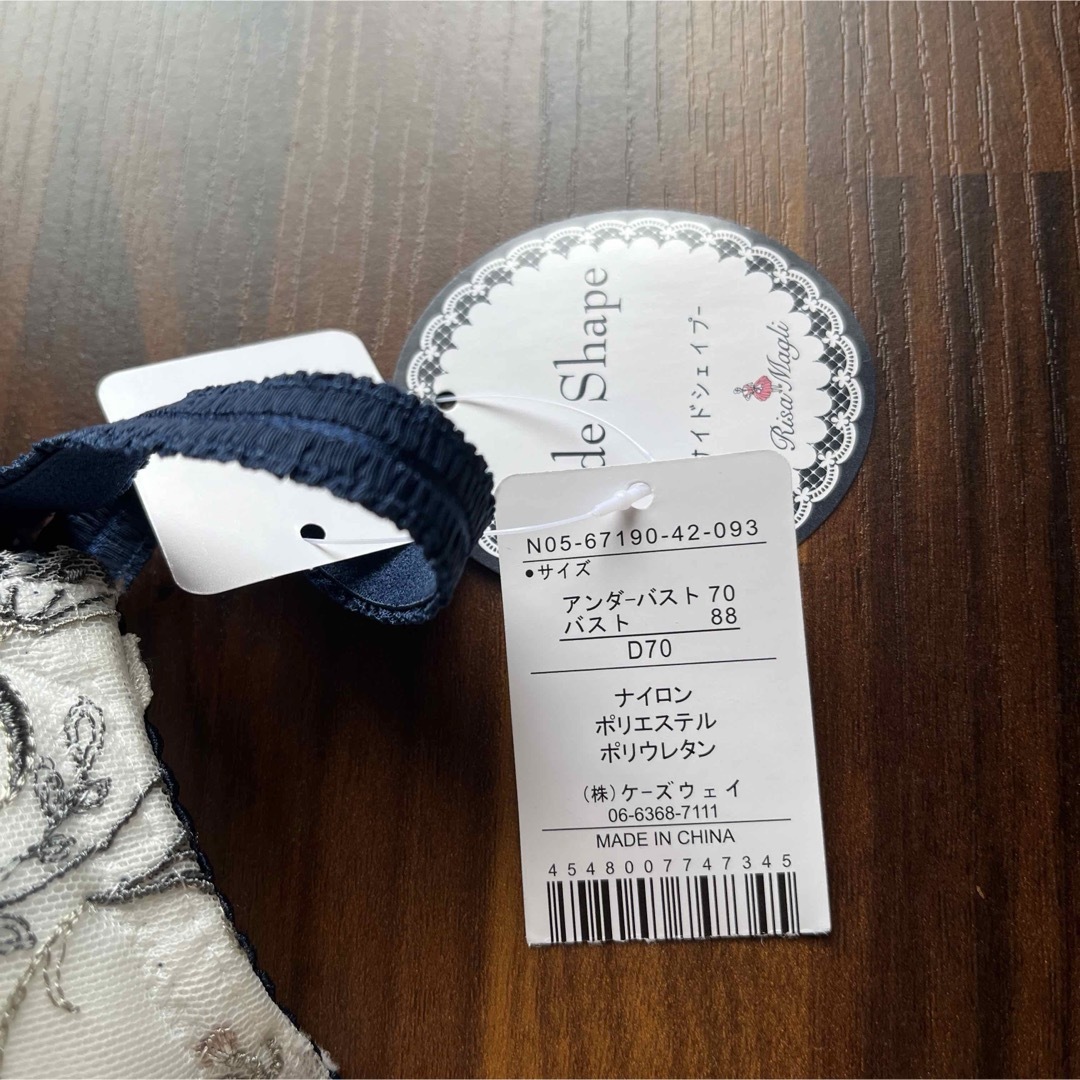 de Shape
サイドシェイプー
Risa Magli
N05-67190-42-093
●サイズ
アンダーバスト 70
バスト 88
D70
ナイロン
ポリエステル
ポリウレタン
(株)ケーズウェイ
06-6368-7111
MADE IN CHINA
4548007747345